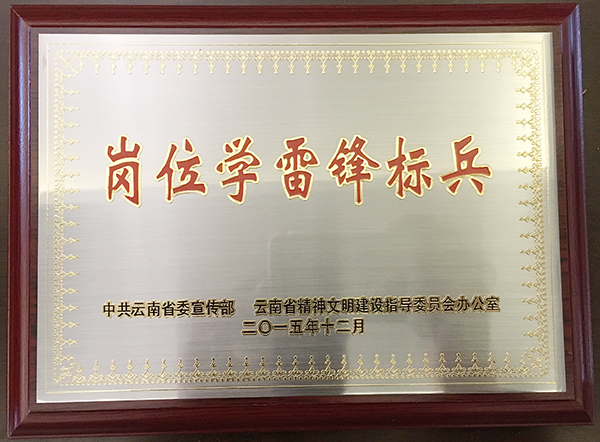 岗位学雷锋标兵
中共云南省委宣传部 云南省精神文明建设指导委员会办公室
二〇一五年十二月